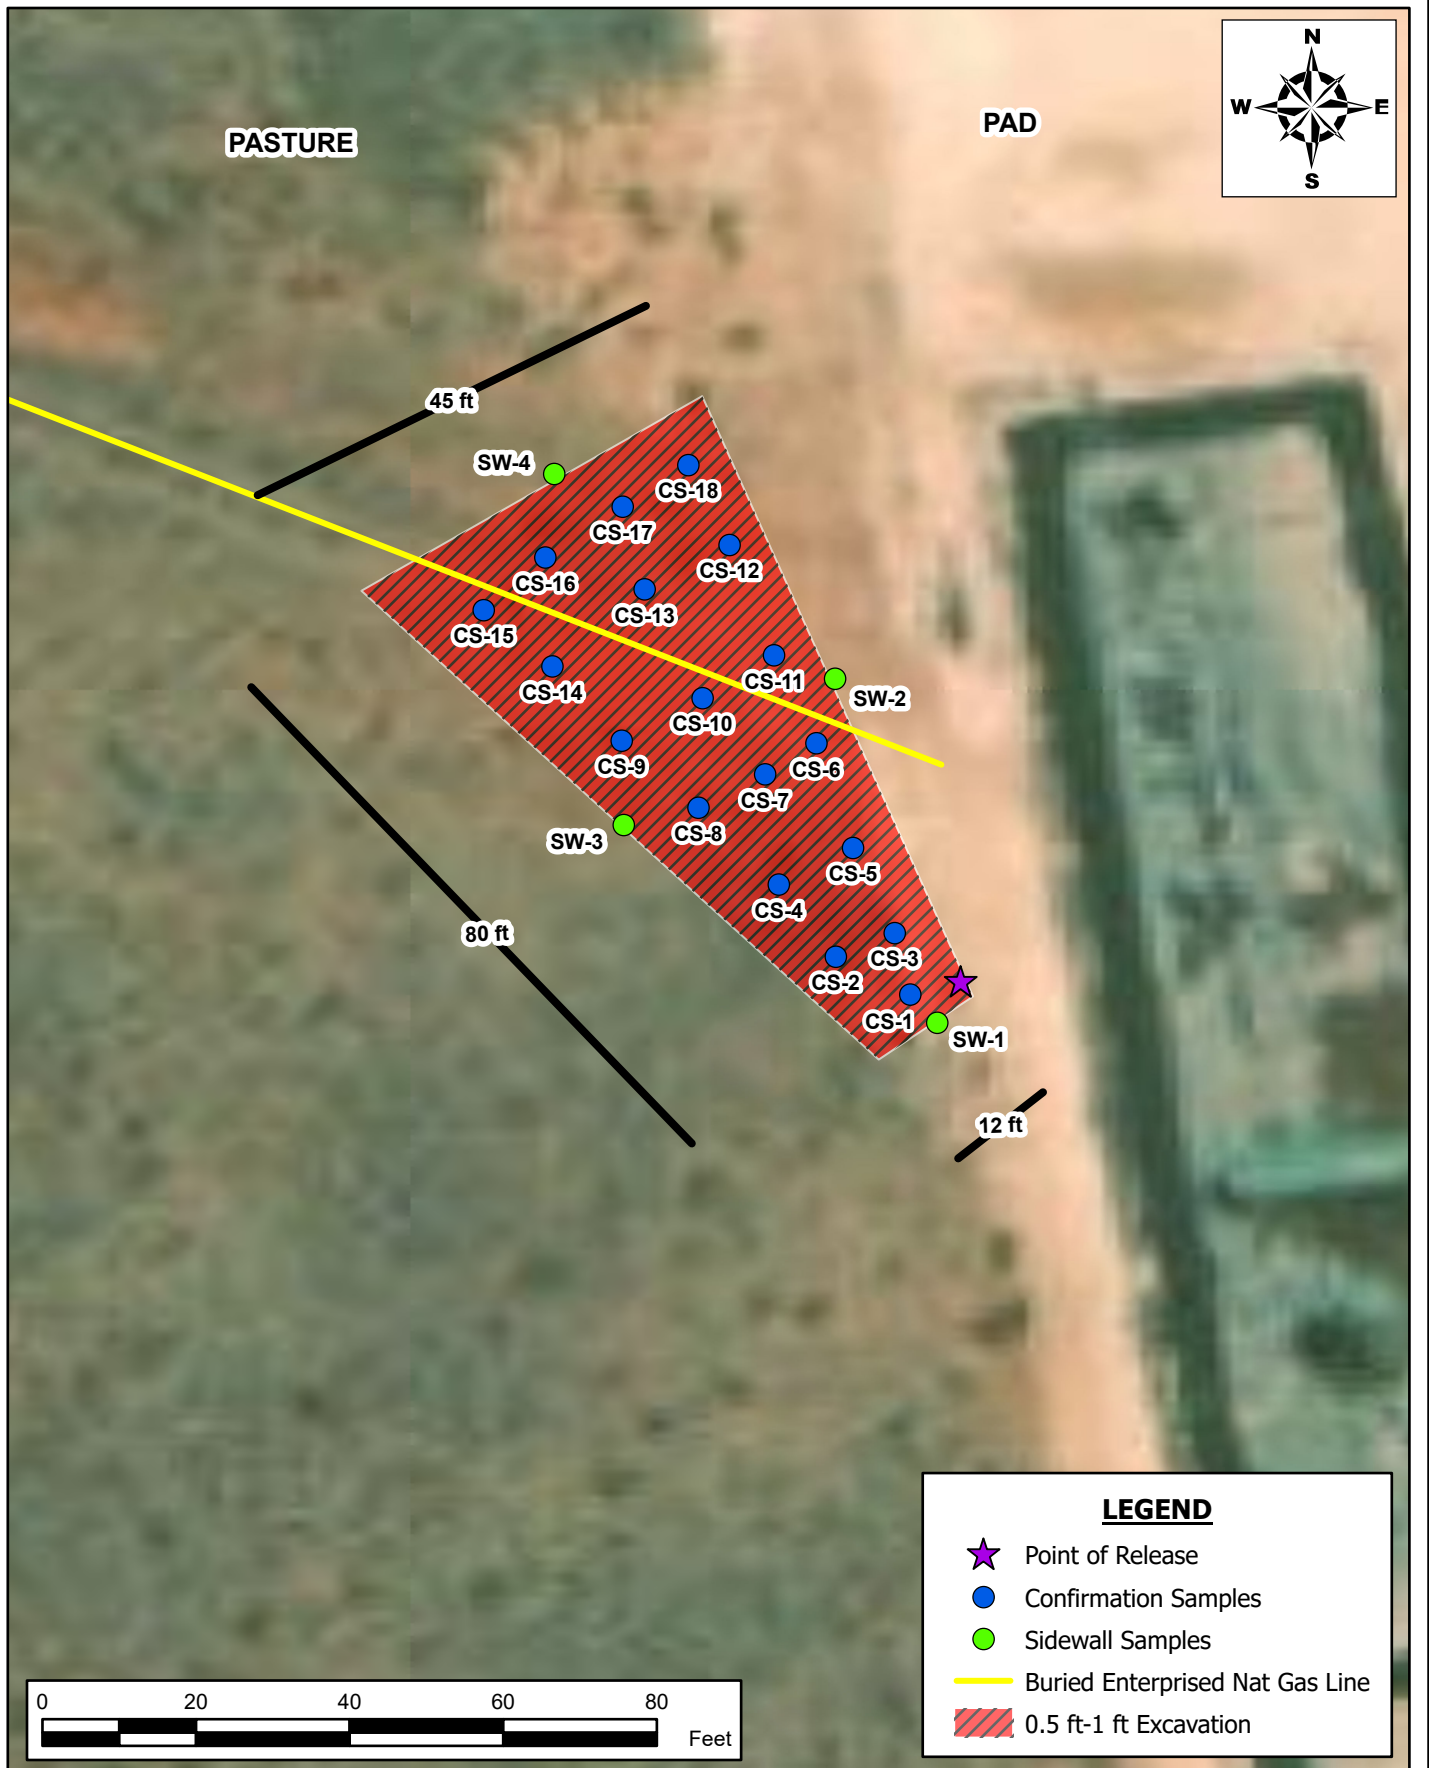 N
W E
S
PASTURE
PAD
45 ft
SW-4
CS-18
CS-17
CS-12
CS-16
CS-13
CS-15
CS-11
CS-14
SW-2
CS-10
CS-6
CS-9
CS-7
CS-8
SW-3
CS-5
CS-4
80 ft
CS-3
CS-2
CS-1
SW-1
12 ft
LEGEND
Point of Release
Confirmation Samples
Sidewall Samples
Buried Enterprised Nat Gas Line
0.5 ft-1 ft Excavation
0 20 40 60 80
Feet